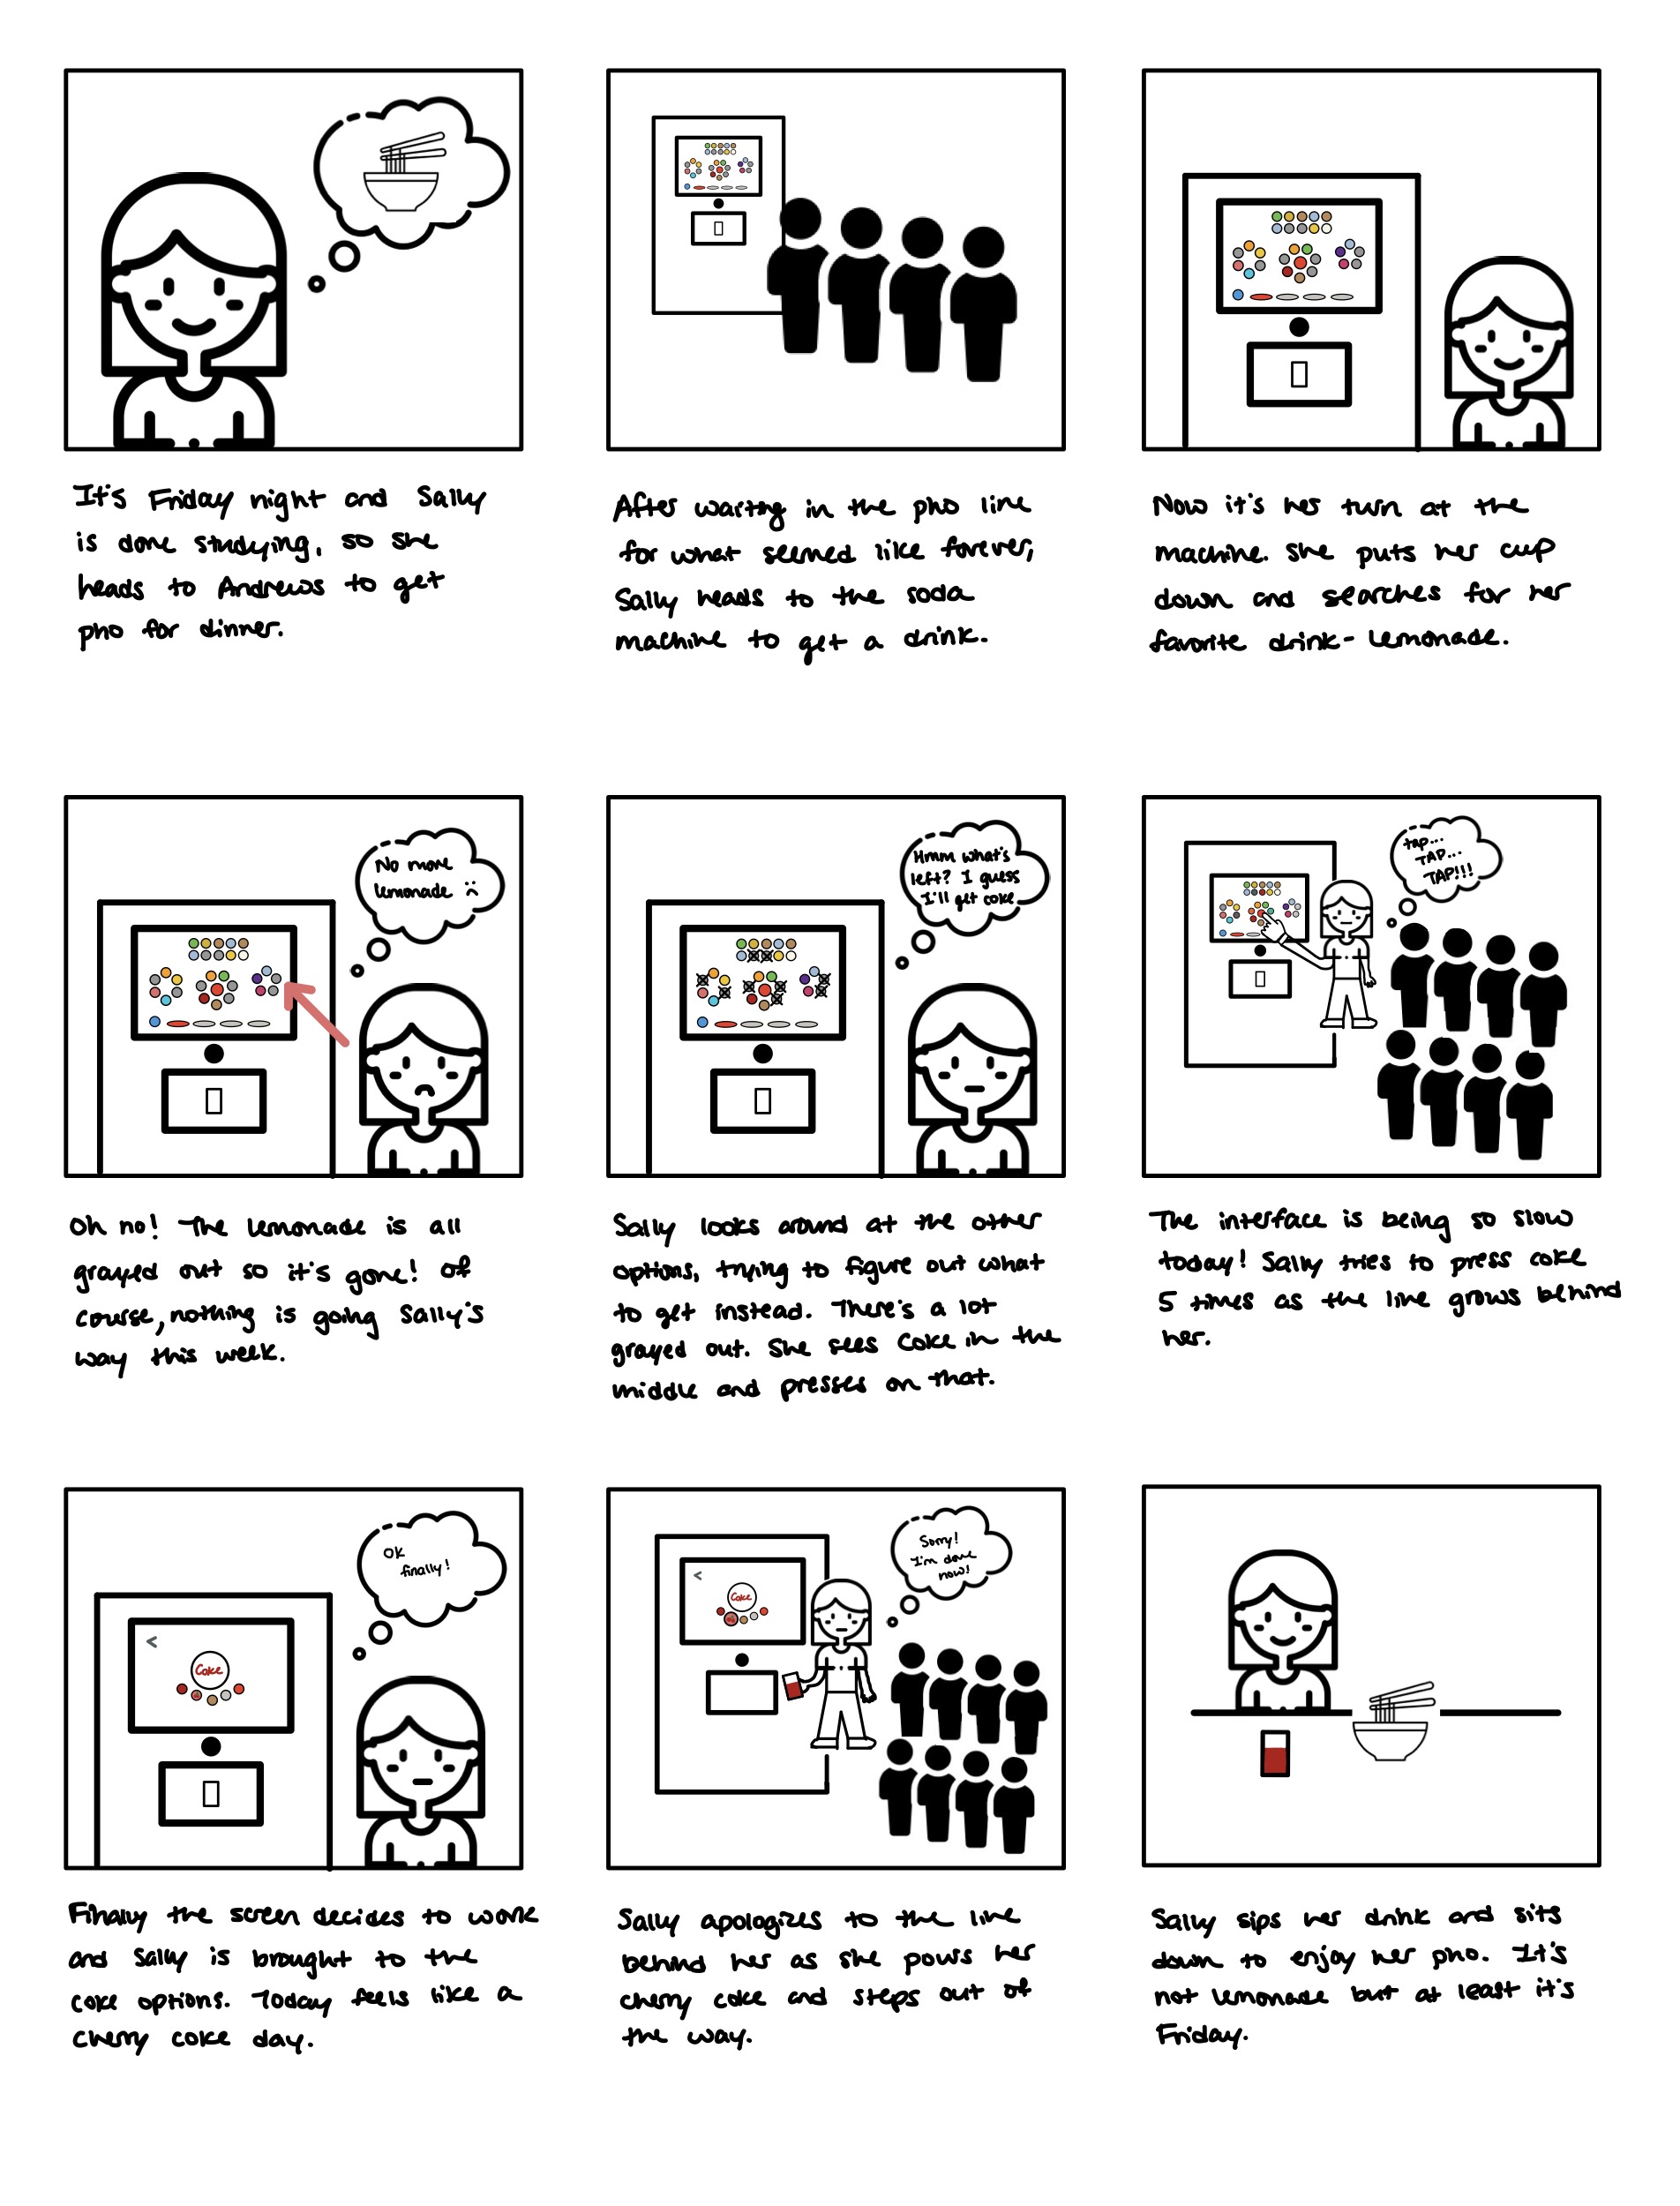 It's Friday night and Sally
is done studying, so she
heads to Andrews to get
pho for dinner.
After waiting in the pho line
for what seemed like forever,
Sally heads to the soda
machine to get a drink.
Now it's her turn at the
machine. She puts her cup
down and searches for her
favorite drink- lemonade.
No more
lemonade :(
Oh no! The lemonade is all
grayed out so it's gone! Of
course, nothing is going Sally's
way this week.
Hmm what's
left? I guess
I'll get coke
Sally looks around at the other
options, trying to figure out what
to get instead. There's a lot
grayed out. She sees Coke in the
middle and presses on that.
tap...
TAP...
TAP!!!
The interface is being so slow
today! Sally tries to press coke
5 times as the line grows behind
her.
OK
finally!
<
Coke
Finally the screen decides to work
and Sally is brought to the
coke options. Today feels like a
cherry coke day.
Sorry!
I'm done
now!
<
Coke
Sally apologizes to the line
behind her as she pours her
cherry coke and steps out of
the way.
Sally sips her drink and sits
down to enjoy her pho. It's
not lemonade but at least it's
Friday.